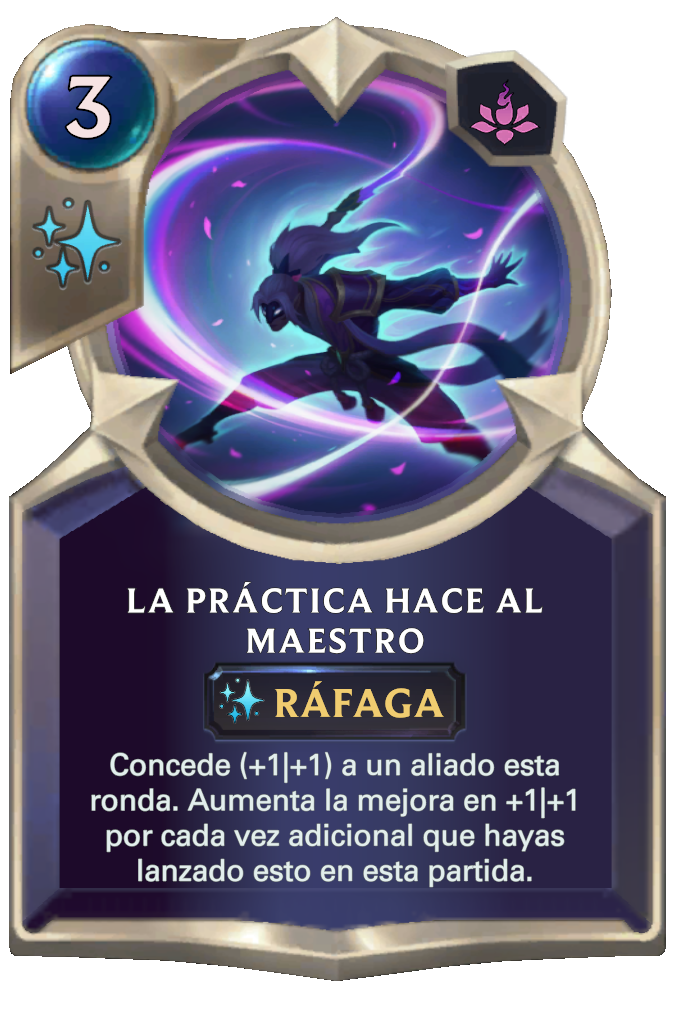 3
LA PRÁCTICA HACE AL
MAESTRO
RÁFAGA
Concede (+1|+1) a un aliado esta
ronda. Aumenta la mejora en +1|+1
por cada vez adicional que hayas
lanzado esto en esta partida.